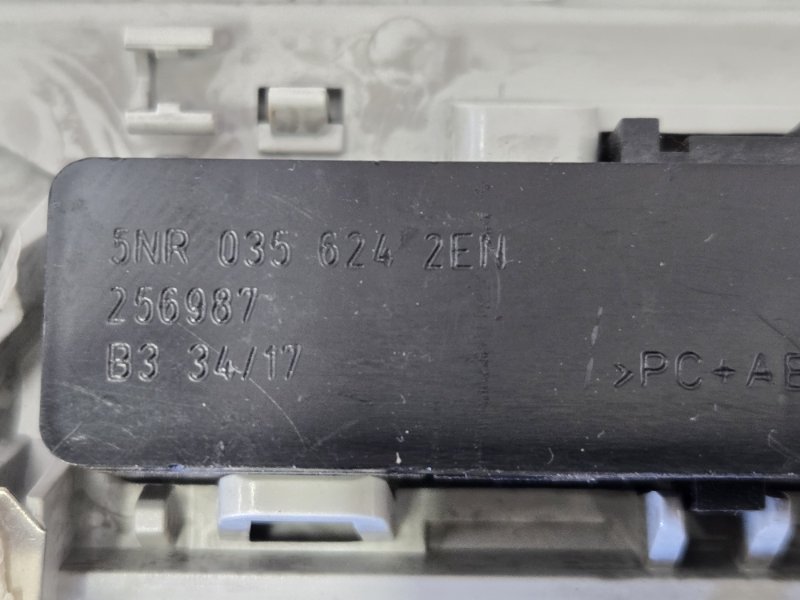 5NR 035 624 2EN
256987
B3 34/17
>PC+AB